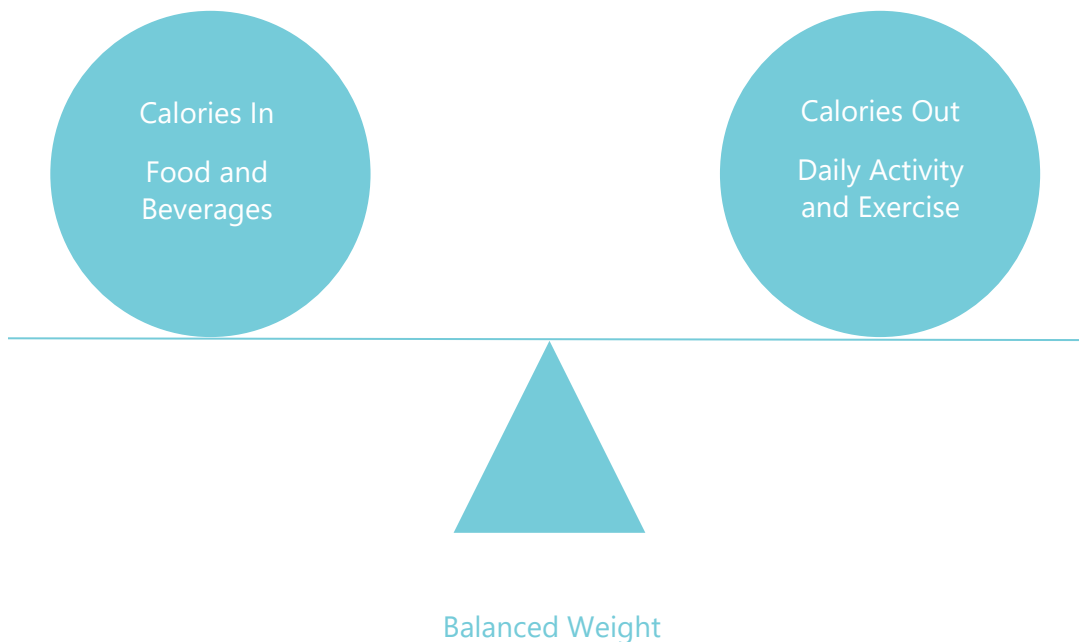 Calories In
Food and
Beverages
Calories Out
Daily Activity
and Exercise
Balanced Weight